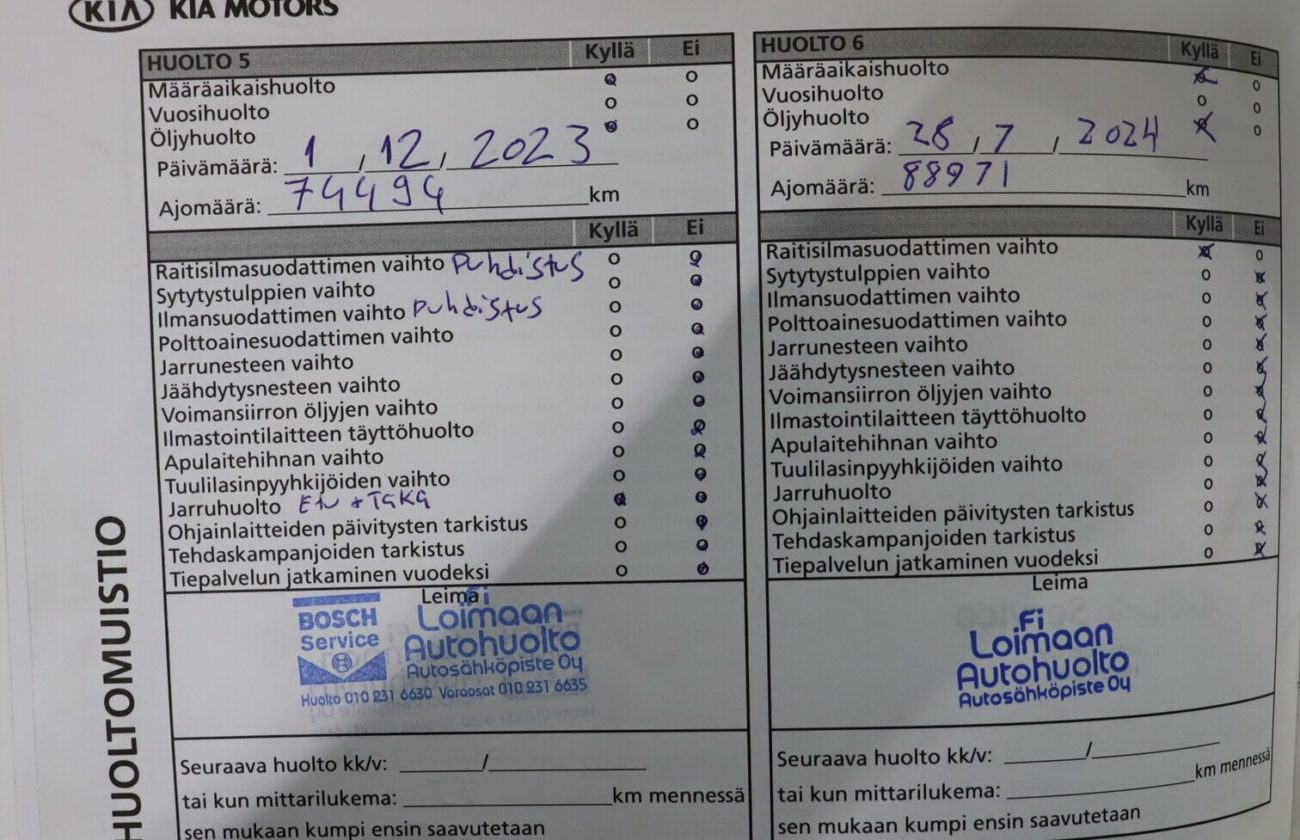 KIA KIA MOTORS
HUOLTOMUISTIO
HUOLTO 5 Kyllä Ei
Määräaikaishuolto
Vuosihuolto
Öljyhuolto
Päivämäärä: 1 / 12 / 2023
Ajomäärä: 74494 km
Kyllä Ei
Raitisilmasuodattimen vaihto Puhdistus
Sytytystulppien vaihto
Ilmansuodattimen vaihto Puhdistus
Polttoainesuodattimen vaihto
Jarrunesteen vaihto
Jäähdytysnesteen vaihto
Voimansiirron öljyjen vaihto
Ilmastointilaitteen täyttöhuolto
Apulaitehihnan vaihto
Tuulilasinpyyhkijöiden vaihto
Jarruhuolto Etu + TaKa
Ohjainlaitteiden päivitysten tarkistus
Tehdaskampanjoiden tarkistus
Tiepalvelun jatkaminen vuodeksi
Leima
BOSCH
Service
Fi
Loimaan
Autohuolto
Autosähköpiste Oy
Huolto 010 231 6630 Varaosat 010 231 6635
Seuraava huolto kk/v: /
tai kun mittarilukema: km mennessä
sen mukaan kumpi ensin saavutetaan
HUOLTO 6 Kyllä Ei
Määräaikaishuolto
Vuosihuolto
Öljyhuolto
Päivämäärä: 28 / 7 / 2024
Ajomäärä: 88971 km
Kyllä Ei
Raitisilmasuodattimen vaihto
Sytytystulppien vaihto
Ilmansuodattimen vaihto
Polttoainesuodattimen vaihto
Jarrunesteen vaihto
Jäähdytysnesteen vaihto
Voimansiirron öljyjen vaihto
Ilmastointilaitteen täyttöhuolto
Apulaitehihnan vaihto
Tuulilasinpyyhkijöiden vaihto
Jarruhuolto
Ohjainlaitteiden päivitysten tarkistus
Tehdaskampanjoiden tarkistus
Tiepalvelun jatkaminen vuodeksi
Leima
Fi
Loimaan
Autohuolto
Autosähköpiste Oy
Seuraava huolto kk/v: /
tai kun mittarilukema: km mennessä
sen mukaan kumpi ensin saavutetaan